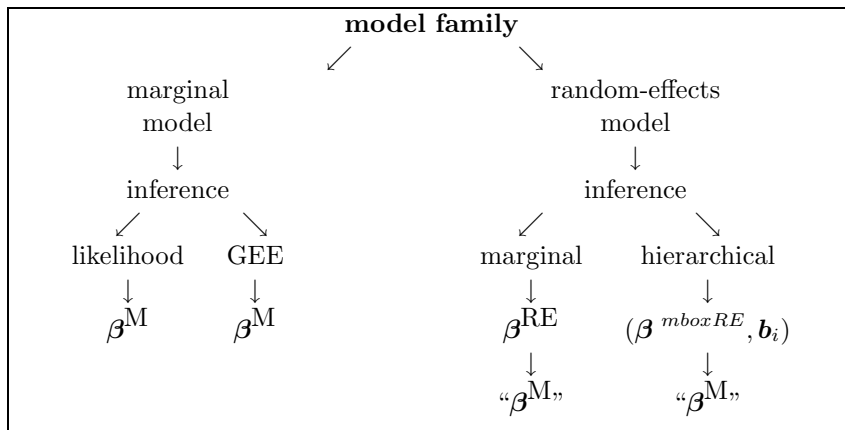 model family
↙ ↘
marginal random-effects
model model
↓ ↓
inference inference
↙ ↘ ↙ ↘
likelihood GEE marginal hierarchical
↓ ↓ ↓ ↓
β^M β^M β^RE (β^mboxRE, b_i)
↓ ↓
“β^M” “β^M”